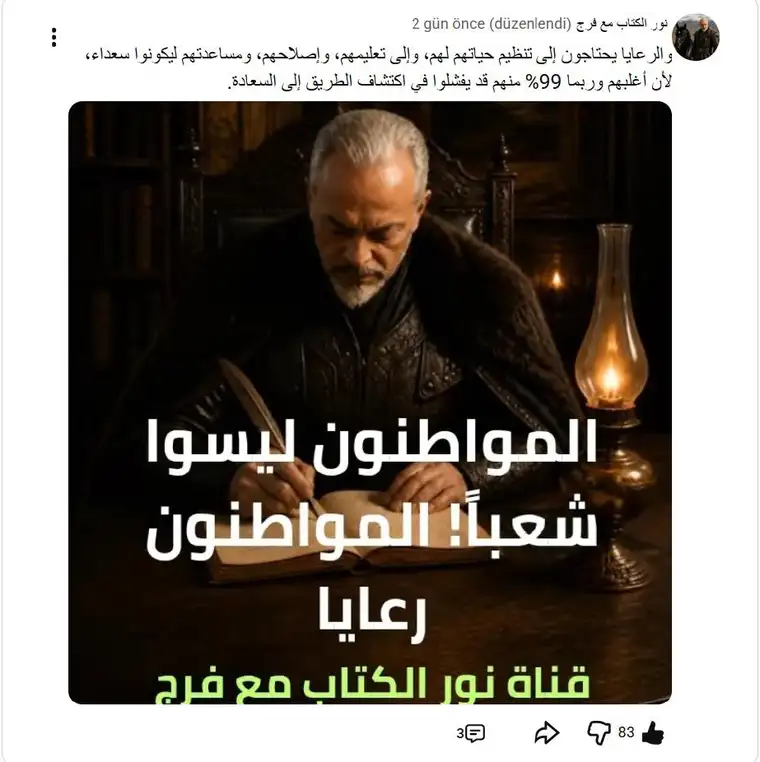 نور الكتاب مع فرج 2 gün önce (düzenlendi)
والرعايا يحتاجون إلى تنظيم حياتهم لهم، وإلى تعليمهم، وإصلاحهم، ومساعدتهم ليكونوا سعداء،
لأن أغلبهم وربما 99% منهم قد يفشلوا في اكتشاف الطريق إلى السعادة.
المواطنون ليسوا
شعباً! المواطنون
رعايا
قناة نور الكتاب مع فرج
83 3